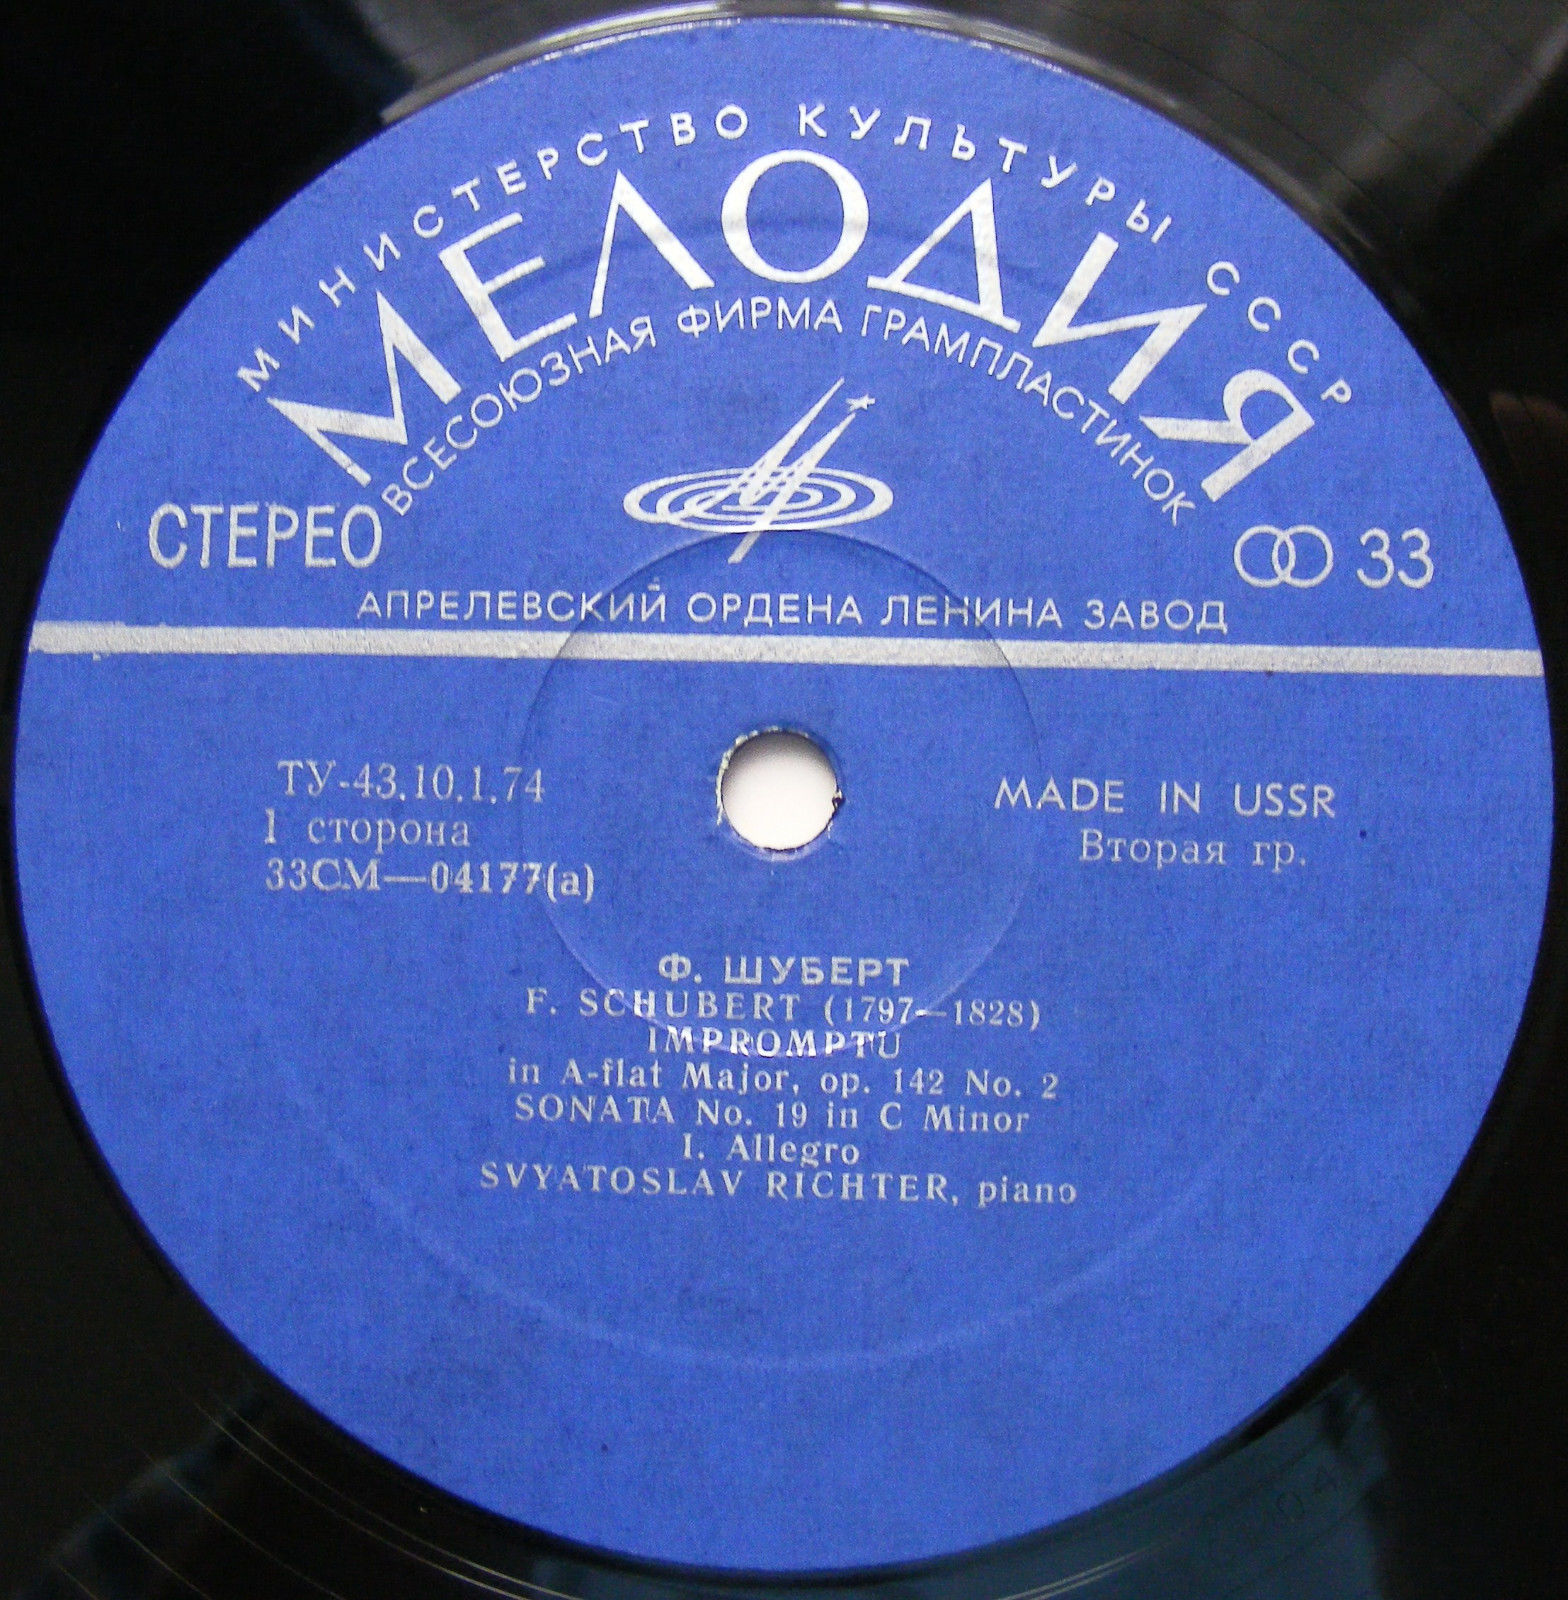 МИНИСТЕРСТВО КУЛЬТУРЫ СССР
МЕЛОДИЯ
ВСЕСОЮЗНАЯ ФИРМА ГРАМПЛАСТИНОК
СТЕРЕО
33
АПРЕЛЕВСКИЙ ОРДЕНА ЛЕНИНА ЗАВОД
ТУ-43.10.1.74
1 сторона
33СМ—04177(а)
MADE IN USSR
Вторая гр.
Ф. ШУБЕРТ
F. SCHUBERT (1797—1828)
IMPROMPTU
in A-flat Major, op. 142 No. 2
SONATA No. 19 in C Minor
I. Allegro
SVYATOSLAV RICHTER, piano